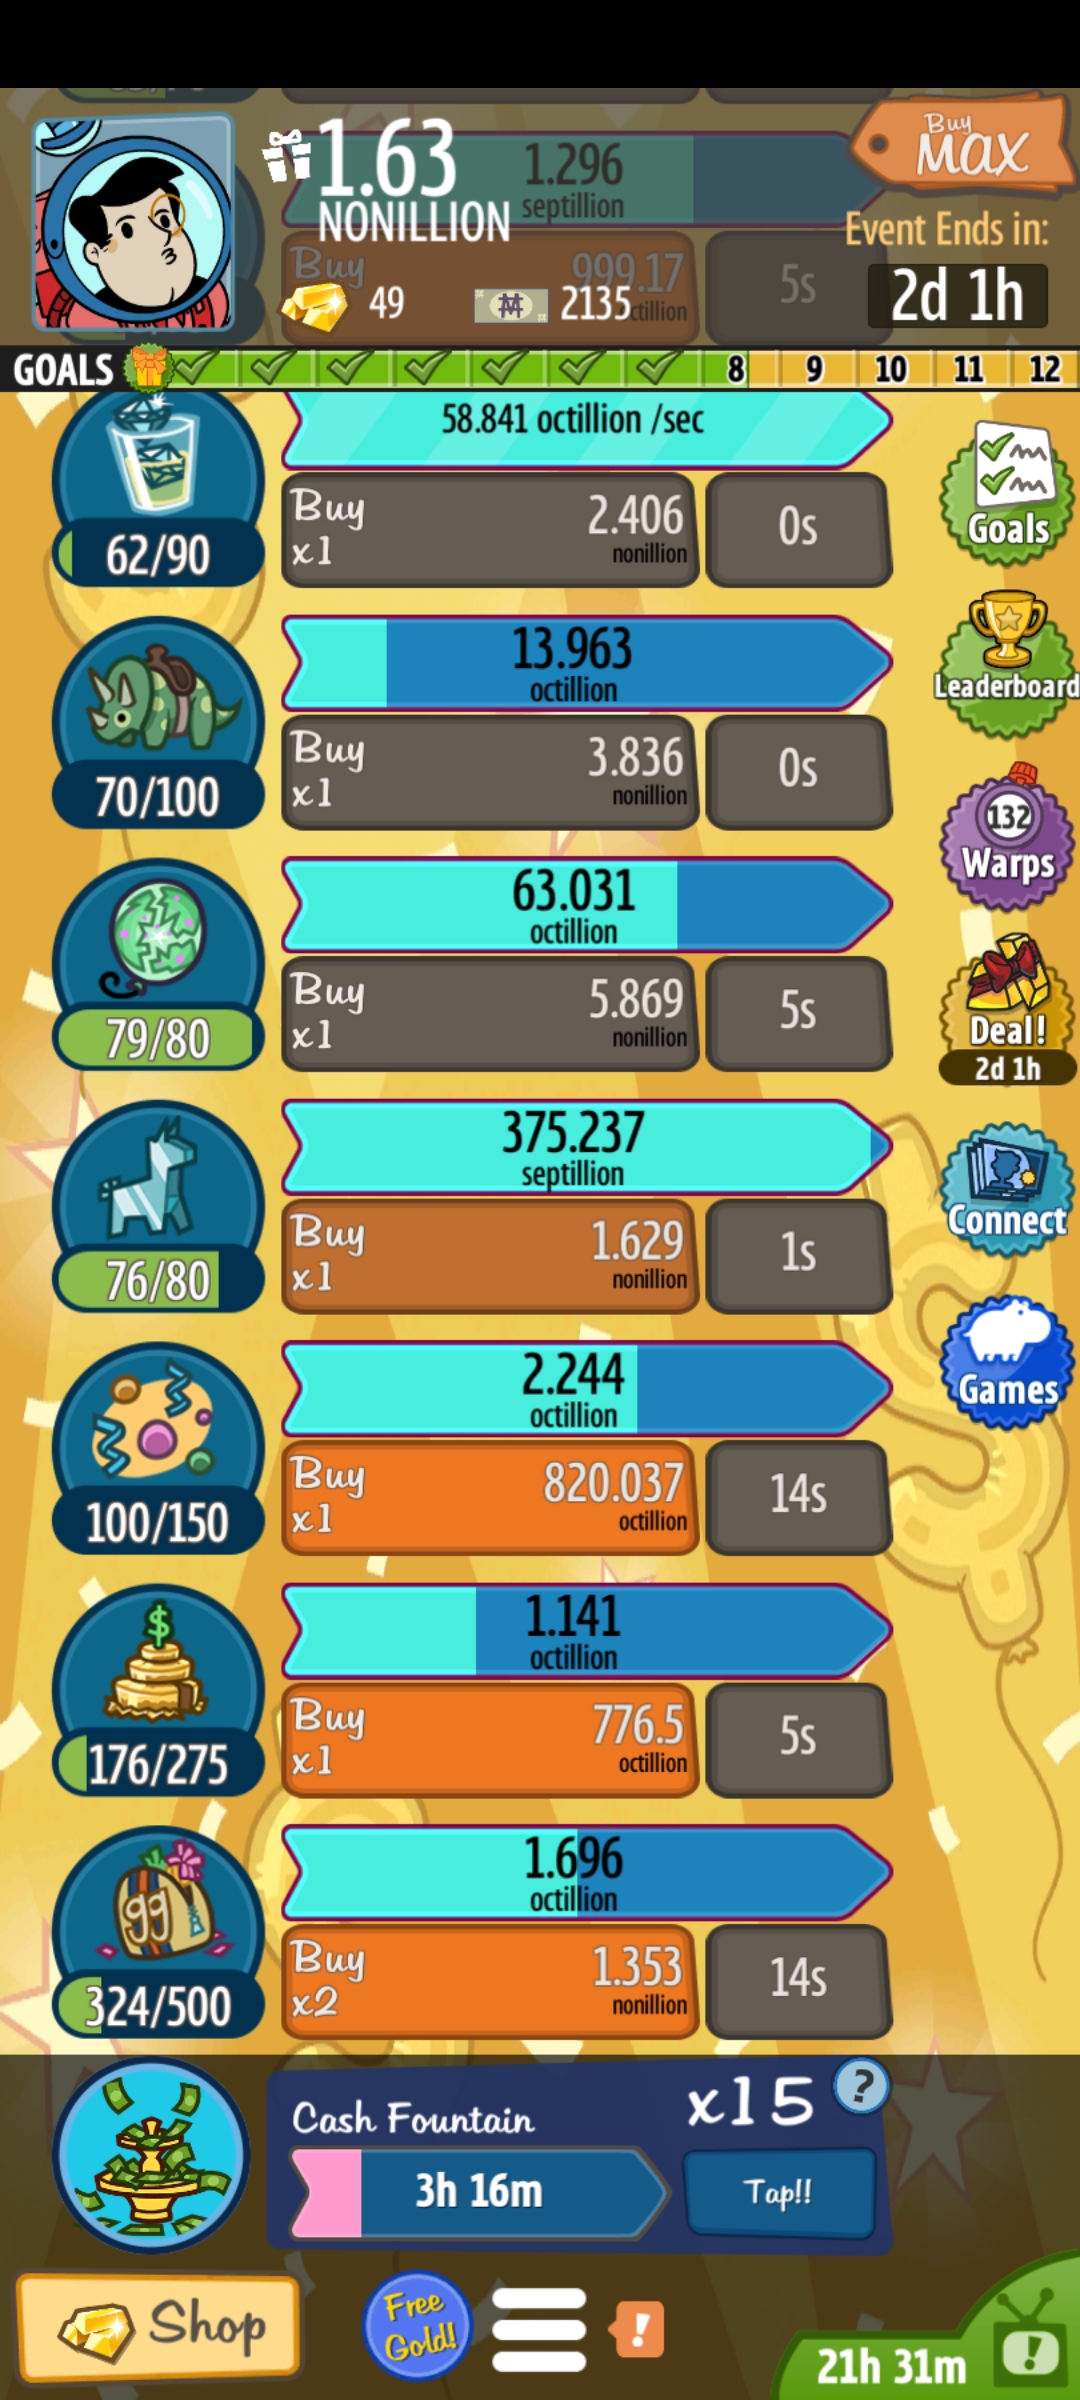 1.63
NONILLION
49
2135
1.296
septillion
Buy
999.17
ctillion
5s
Buy
MAX
Event Ends in:
2d 1h
GOALS
8
9
10
11
12
58.841 octillion /sec
62/90
Buy
x1
2.406
nonillion
0s
Goals
70/100
13.963
octillion
Buy
x1
3.836
nonillion
0s
Leaderboard
79/80
63.031
octillion
Buy
x1
5.869
nonillion
5s
132
Warps
Deal!
2d 1h
76/80
375.237
septillion
Buy
x1
1.629
nonillion
1s
Connect
100/150
2.244
octillion
Buy
x1
820.037
octillion
14s
Games
$
176/275
1.141
octillion
Buy
x1
776.5
octillion
5s
gg
324/500
1.696
octillion
Buy
x2
1.353
nonillion
14s
Cash Fountain
x15
?
3h 16m
Tap!!
Shop
Free
Gold!
!
21h 31m
!